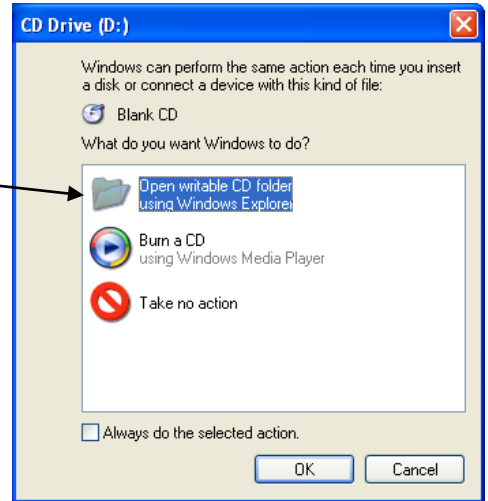 CD Drive (D:)
Windows can perform the same action each time you insert
a disk or connect a device with this kind of file:
Blank CD
What do you want Windows to do?
Open writable CD folder
using Windows Explorer
Burn a CD
using Windows Media Player
Take no action
Always do the selected action.
OK
Cancel